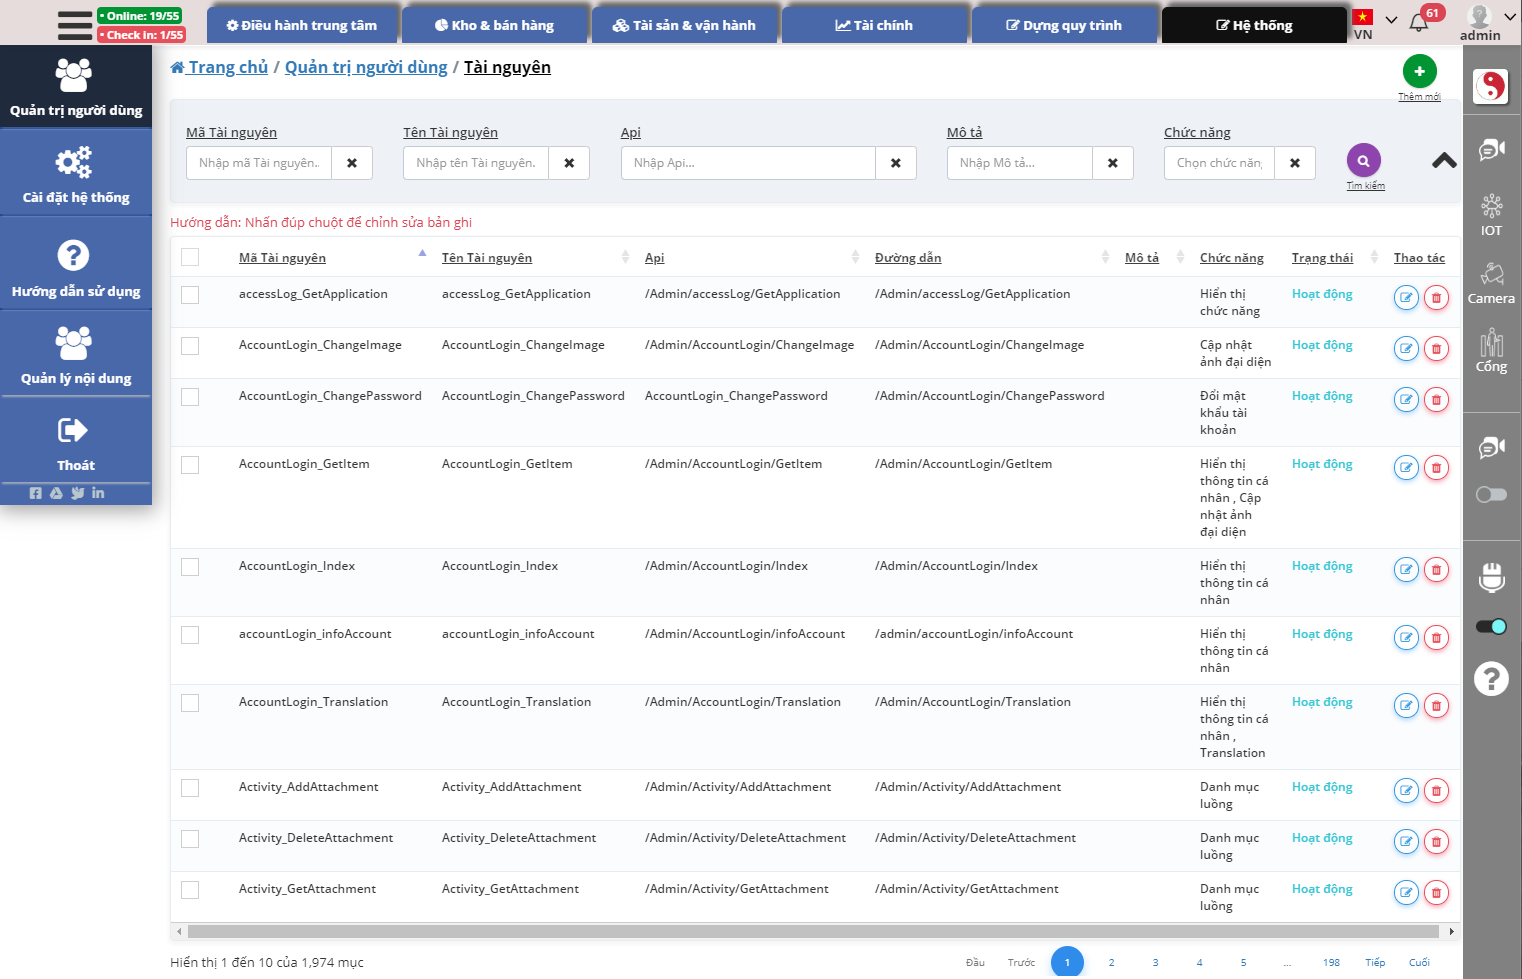 • Online: 19/55
• Check in: 1/55
Điều hành trung tâm
Kho & bán hàng
Tài sản & vận hành
Tài chính
Dựng quy trình
Hệ thống
VN
61
admin
Quản trị người dùng
Cài đặt hệ thống
Hướng dẫn sử dụng
Quản lý nội dung
Thoát
Trang chủ / Quản trị người dùng / Tài nguyên
Thêm mới
Mã Tài nguyên
Tên Tài nguyên
Api
Mô tả
Chức năng
Nhập mã Tài nguyên..
Nhập tên Tài nguyên.
Nhập Api...
Nhập Mô tả...
Chọn chức năn
Tìm kiếm
Hướng dẫn: Nhấn đúp chuột để chỉnh sửa bản ghi
Mã Tài nguyên Tên Tài nguyên Api Đường dẫn Mô tả Chức năng Trạng thái Thao tác
accessLog_GetApplication accessLog_GetApplication /Admin/accessLog/GetApplication /Admin/accessLog/GetApplication Hiển thị Hoạt động
chức năng
AccountLogin_ChangeImage AccountLogin_ChangeImage /Admin/AccountLogin/ChangeImage /Admin/AccountLogin/ChangeImage Cập nhật Hoạt động
ảnh đại diện
AccountLogin_ChangePassword AccountLogin_ChangePassword AccountLogin_ChangePassword /Admin/AccountLogin/ChangePassword Đổi mật Hoạt động
khẩu tài
khoản
AccountLogin_GetItem AccountLogin_GetItem /Admin/AccountLogin/GetItem /Admin/AccountLogin/GetItem Hiển thị Hoạt động
thông tin cá
nhân , Cập
nhật ảnh
đại diện
AccountLogin_Index AccountLogin_Index /Admin/AccountLogin/Index /Admin/AccountLogin/Index Hiển thị Hoạt động
thông tin cá
nhân
accountLogin_infoAccount accountLogin_infoAccount /Admin/AccountLogin/infoAccount /admin/accountLogin/infoAccount Hiển thị Hoạt động
thông tin cá
nhân
AccountLogin_Translation AccountLogin_Translation /Admin/AccountLogin/Translation /Admin/AccountLogin/Translation Hiển thị Hoạt động
thông tin cá
nhân ,
Translation
Activity_AddAttachment Activity_AddAttachment /Admin/Activity/AddAttachment /Admin/Activity/AddAttachment Danh mục Hoạt động
luồng
Activity_DeleteAttachment Activity_DeleteAttachment /Admin/Activity/DeleteAttachment /Admin/Activity/DeleteAttachment Danh mục Hoạt động
luồng
Activity_GetAttachment Activity_GetAttachment /Admin/Activity/GetAttachment /Admin/Activity/GetAttachment Danh mục Hoạt động
luồng
Hiển thị 1 đến 10 của 1,974 mục
Đầu Trước 1 2 3 4 5 ... 198 Tiếp Cuối
IOT
Camera
Cổng